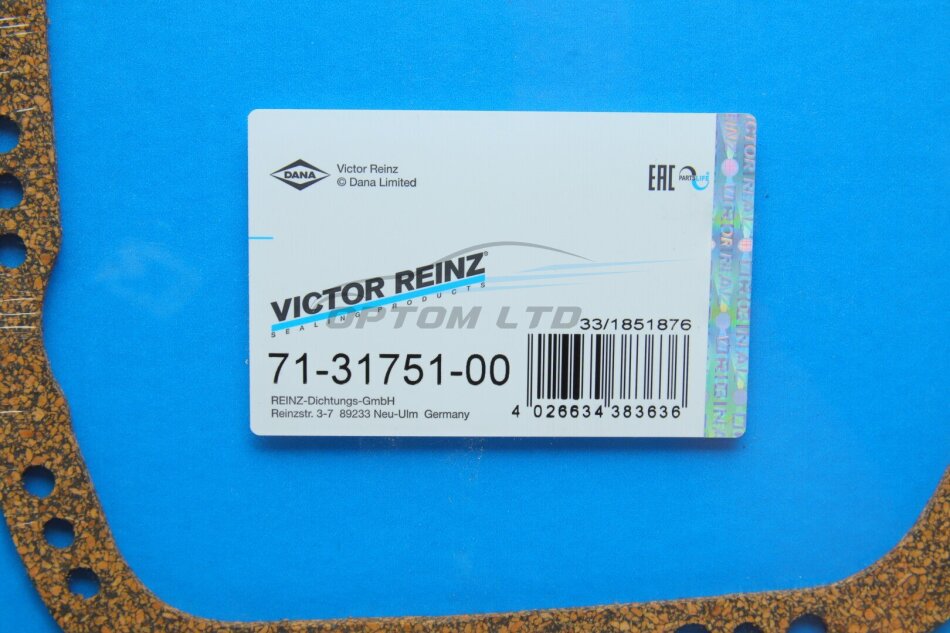 DANA
Victor Reinz
© Dana Limited
EAC
PARTSLIFE
VICTOR REINZ®
SEALING PRODUCTS
OPTOM LTD
33/1851876
71-31751-00
REINZ-Dichtungs-GmbH
Reinzstr. 3-7 89233 Neu-Ulm Germany
4 026634 383636